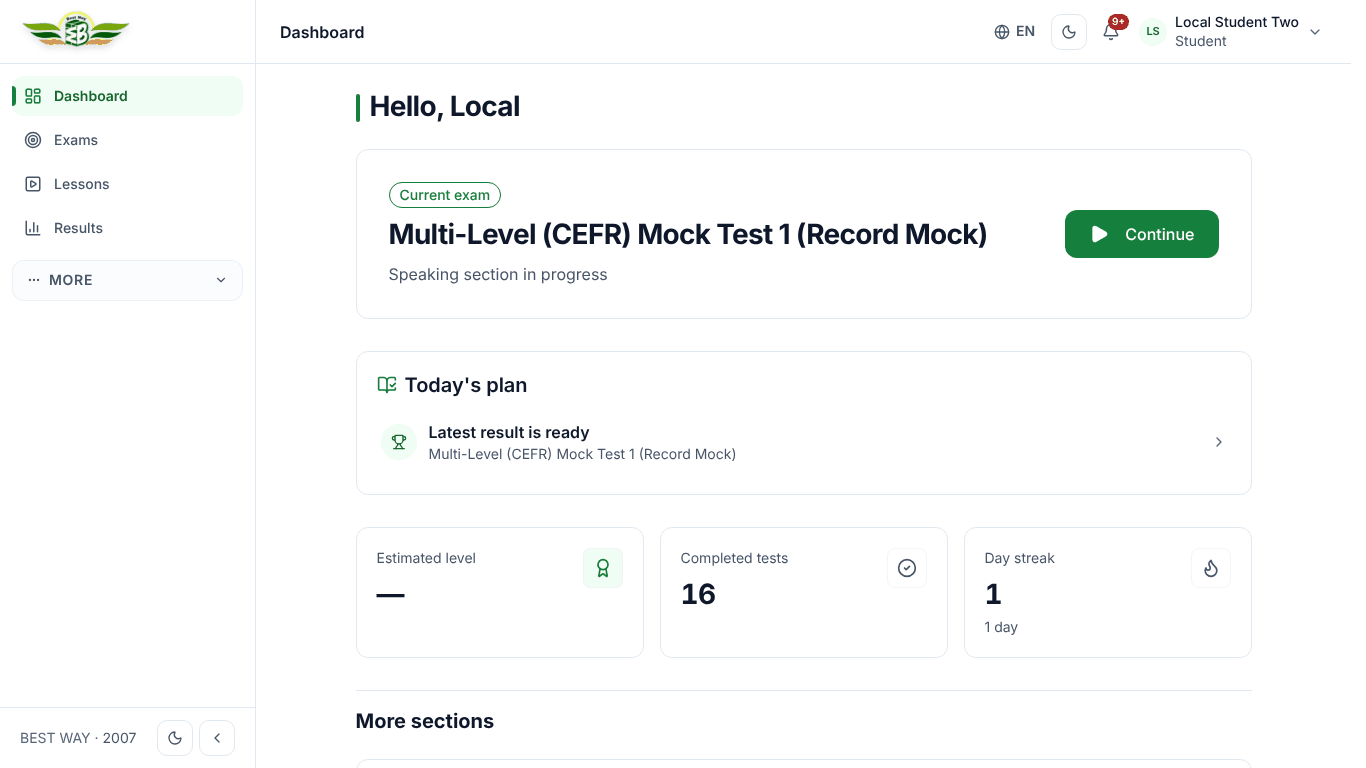 Dashboard
EN
9+
LS
Local Student Two
Student
Dashboard
Exams
Lessons
Results
MORE
Hello, Local
Current exam
Multi-Level (CEFR) Mock Test 1 (Record Mock)
Speaking section in progress
Continue
Today's plan
Latest result is ready
Multi-Level (CEFR) Mock Test 1 (Record Mock)
Estimated level
—
Completed tests
16
Day streak
1
1 day
More sections
BEST WAY · 2007